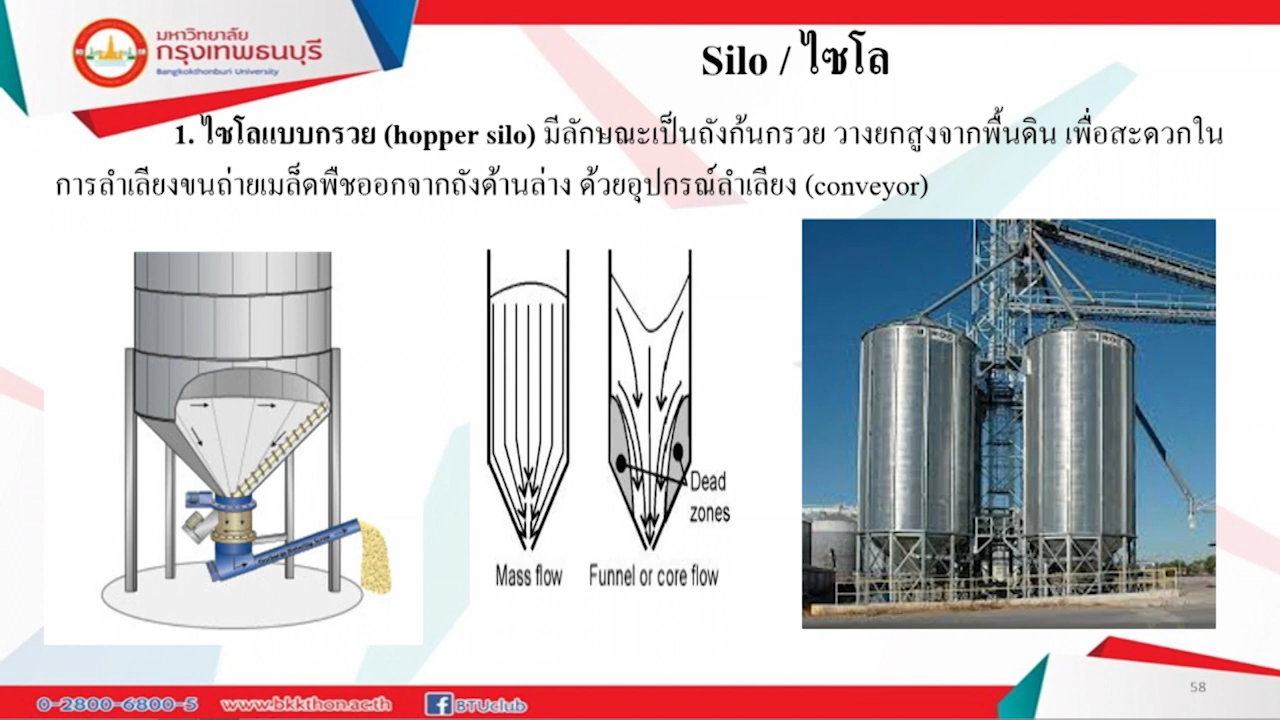 มหาวิทยาลัย
กรุงเทพธนบุรี
Bangkokthonburi University
Silo / ไซโล
1. ไซโลแบบกรวย (hopper silo) มีลักษณะเป็นถังก้นกรวย วางยกสูงจากพื้นดิน เพื่อสะดวกใน
การลำเลียงขนถ่ายเมล็ดพืชออกจากถังด้านล่าง ด้วยอุปกรณ์ลำเลียง (conveyor)
Dead
zones
Mass flow
Funnel or core flow
58
0-2800-6800-5
www.bkkthon.ac.th
BTUclub